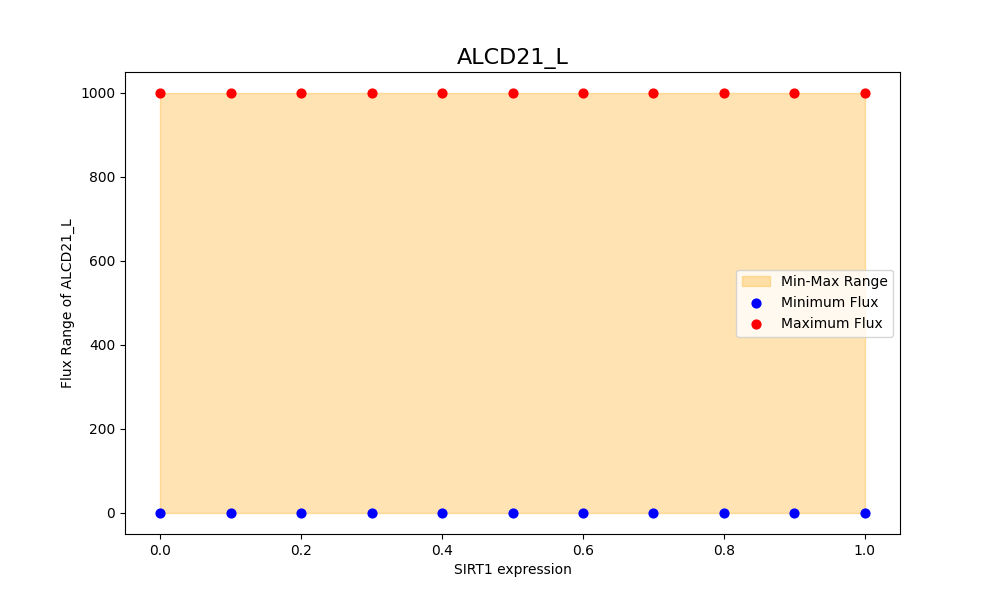 ALCD21_L
1000
800
600
400
200
0
Flux Range of ALCD21_L
Min-Max Range
Minimum Flux
Maximum Flux
0.0 0.2 0.4 0.6 0.8 1.0
SIRT1 expression